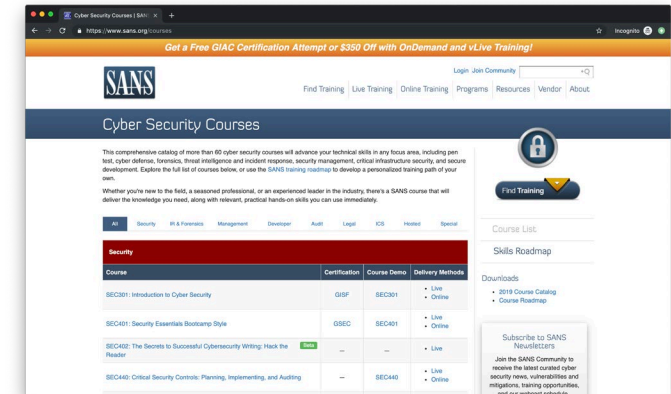 Cyber Security Courses | SANS
https://www.sans.org/courses
Incognito
Get a Free GIAC Certification Attempt or $350 Off with OnDemand and vLive Training!
SANS
Login Join Community
Find Training Live Training Online Training Programs Resources Vendor About
Cyber Security Courses
This comprehensive catalog of more than 60 cyber security courses will advance your technical skills in any focus area, including pen
test, cyber defense, forensics, threat intelligence and incident response, security management, critical infrastructure security, and secure
development. Explore the full list of courses below, or use the SANS training roadmap to develop a personalized training path of your
own.
Whether you're new to the field, a seasoned professional, or an experienced leader in the industry, there's a SANS course that will
deliver the knowledge you need, along with relevant, practical hands-on skills you can use immediately.
Find Training
All Security IR & Forensics Management Developer Audit Legal ICS Hosted Special
Course List
Skills Roadmap
Security
Course Certification Course Demo Delivery Methods
SEC301: Introduction to Cyber Security GISF SEC301 • Live
• Online
SEC401: Security Essentials Bootcamp Style GSEC SEC401 • Live
• Online
SEC402: The Secrets to Successful Cybersecurity Writing: Hack the Beta – – • Live
Reader
SEC440: Critical Security Controls: Planning, Implementing, and Auditing – SEC440 • Live
• Online
Downloads
• 2019 Course Catalog
• Course Roadmap
Subscribe to SANS
Newsletters
Join the SANS Community to
receive the latest curated cyber
security news, vulnerabilities and
mitigations, training opportunities,
and our webcast schedule.